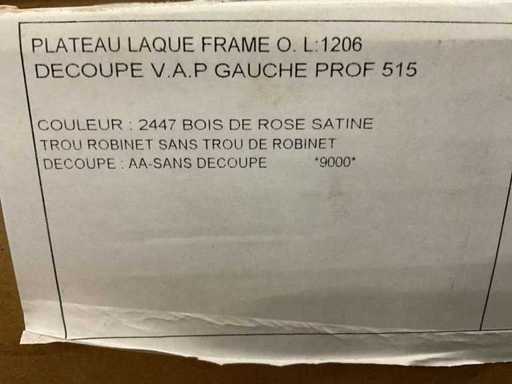 PLATEAU LAQUE FRAME O. L:1206
DECOUPE V.A.P GAUCHE PROF 515
COULEUR : 2447 BOIS DE ROSE SATINE
TROU ROBINET SANS TROU DE ROBINET
DECOUPE : AA-SANS DECOUPE *9000*